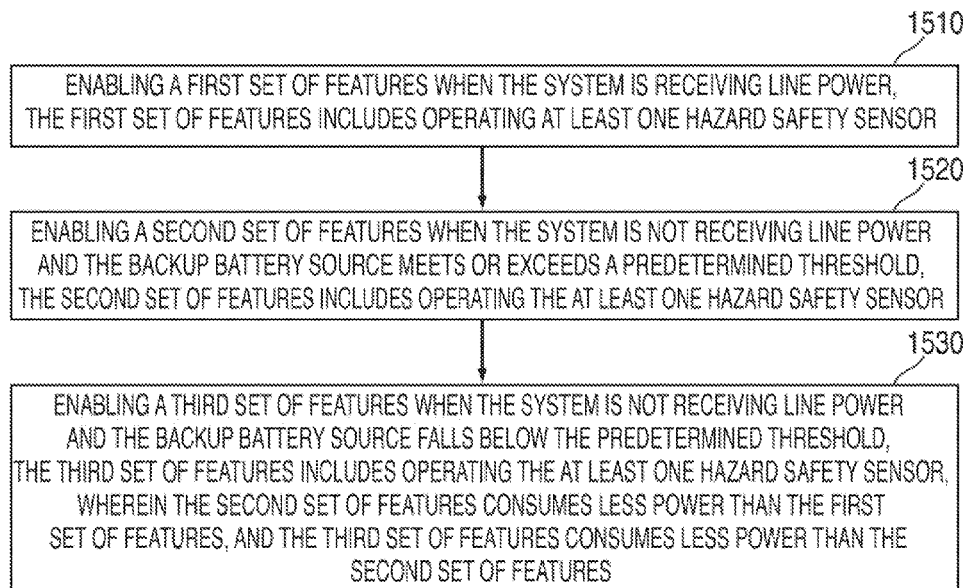 1510
ENABLING A FIRST SET OF FEATURES WHEN THE SYSTEM IS RECEIVING LINE POWER,
THE FIRST SET OF FEATURES INCLUDES OPERATING AT LEAST ONE HAZARD SAFETY SENSOR
1520
ENABLING A SECOND SET OF FEATURES WHEN THE SYSTEM IS NOT RECEIVING LINE POWER
AND THE BACKUP BATTERY SOURCE MEETS OR EXCEEDS A PREDETERMINED THRESHOLD,
THE SECOND SET OF FEATURES INCLUDES OPERATING THE AT LEAST ONE HAZARD SAFETY SENSOR
1530
ENABLING A THIRD SET OF FEATURES WHEN THE SYSTEM IS NOT RECEIVING LINE POWER
AND THE BACKUP BATTERY SOURCE FALLS BELOW THE PREDETERMINED THRESHOLD,
THE THIRD SET OF FEATURES INCLUDES OPERATING THE AT LEAST ONE HAZARD SAFETY SENSOR,
WHEREIN THE SECOND SET OF FEATURES CONSUMES LESS POWER THAN THE FIRST
SET OF FEATURES, AND THE THIRD SET OF FEATURES CONSUMES LESS POWER THAN THE
SECOND SET OF FEATURES